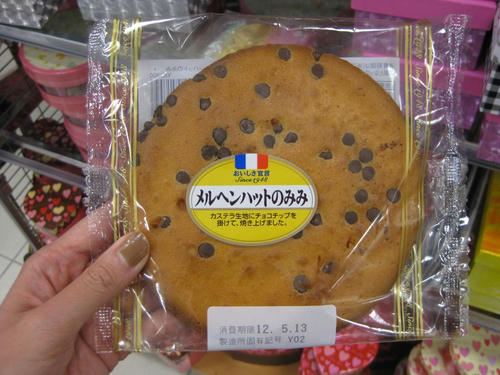 おいしさ宣言
Since 1948
メルヘンハットのみみ
カステラ生地にチョコチップを
掛けて、焼き上げました。
消費期限 12. 5.13
製造所固有記号 Y02